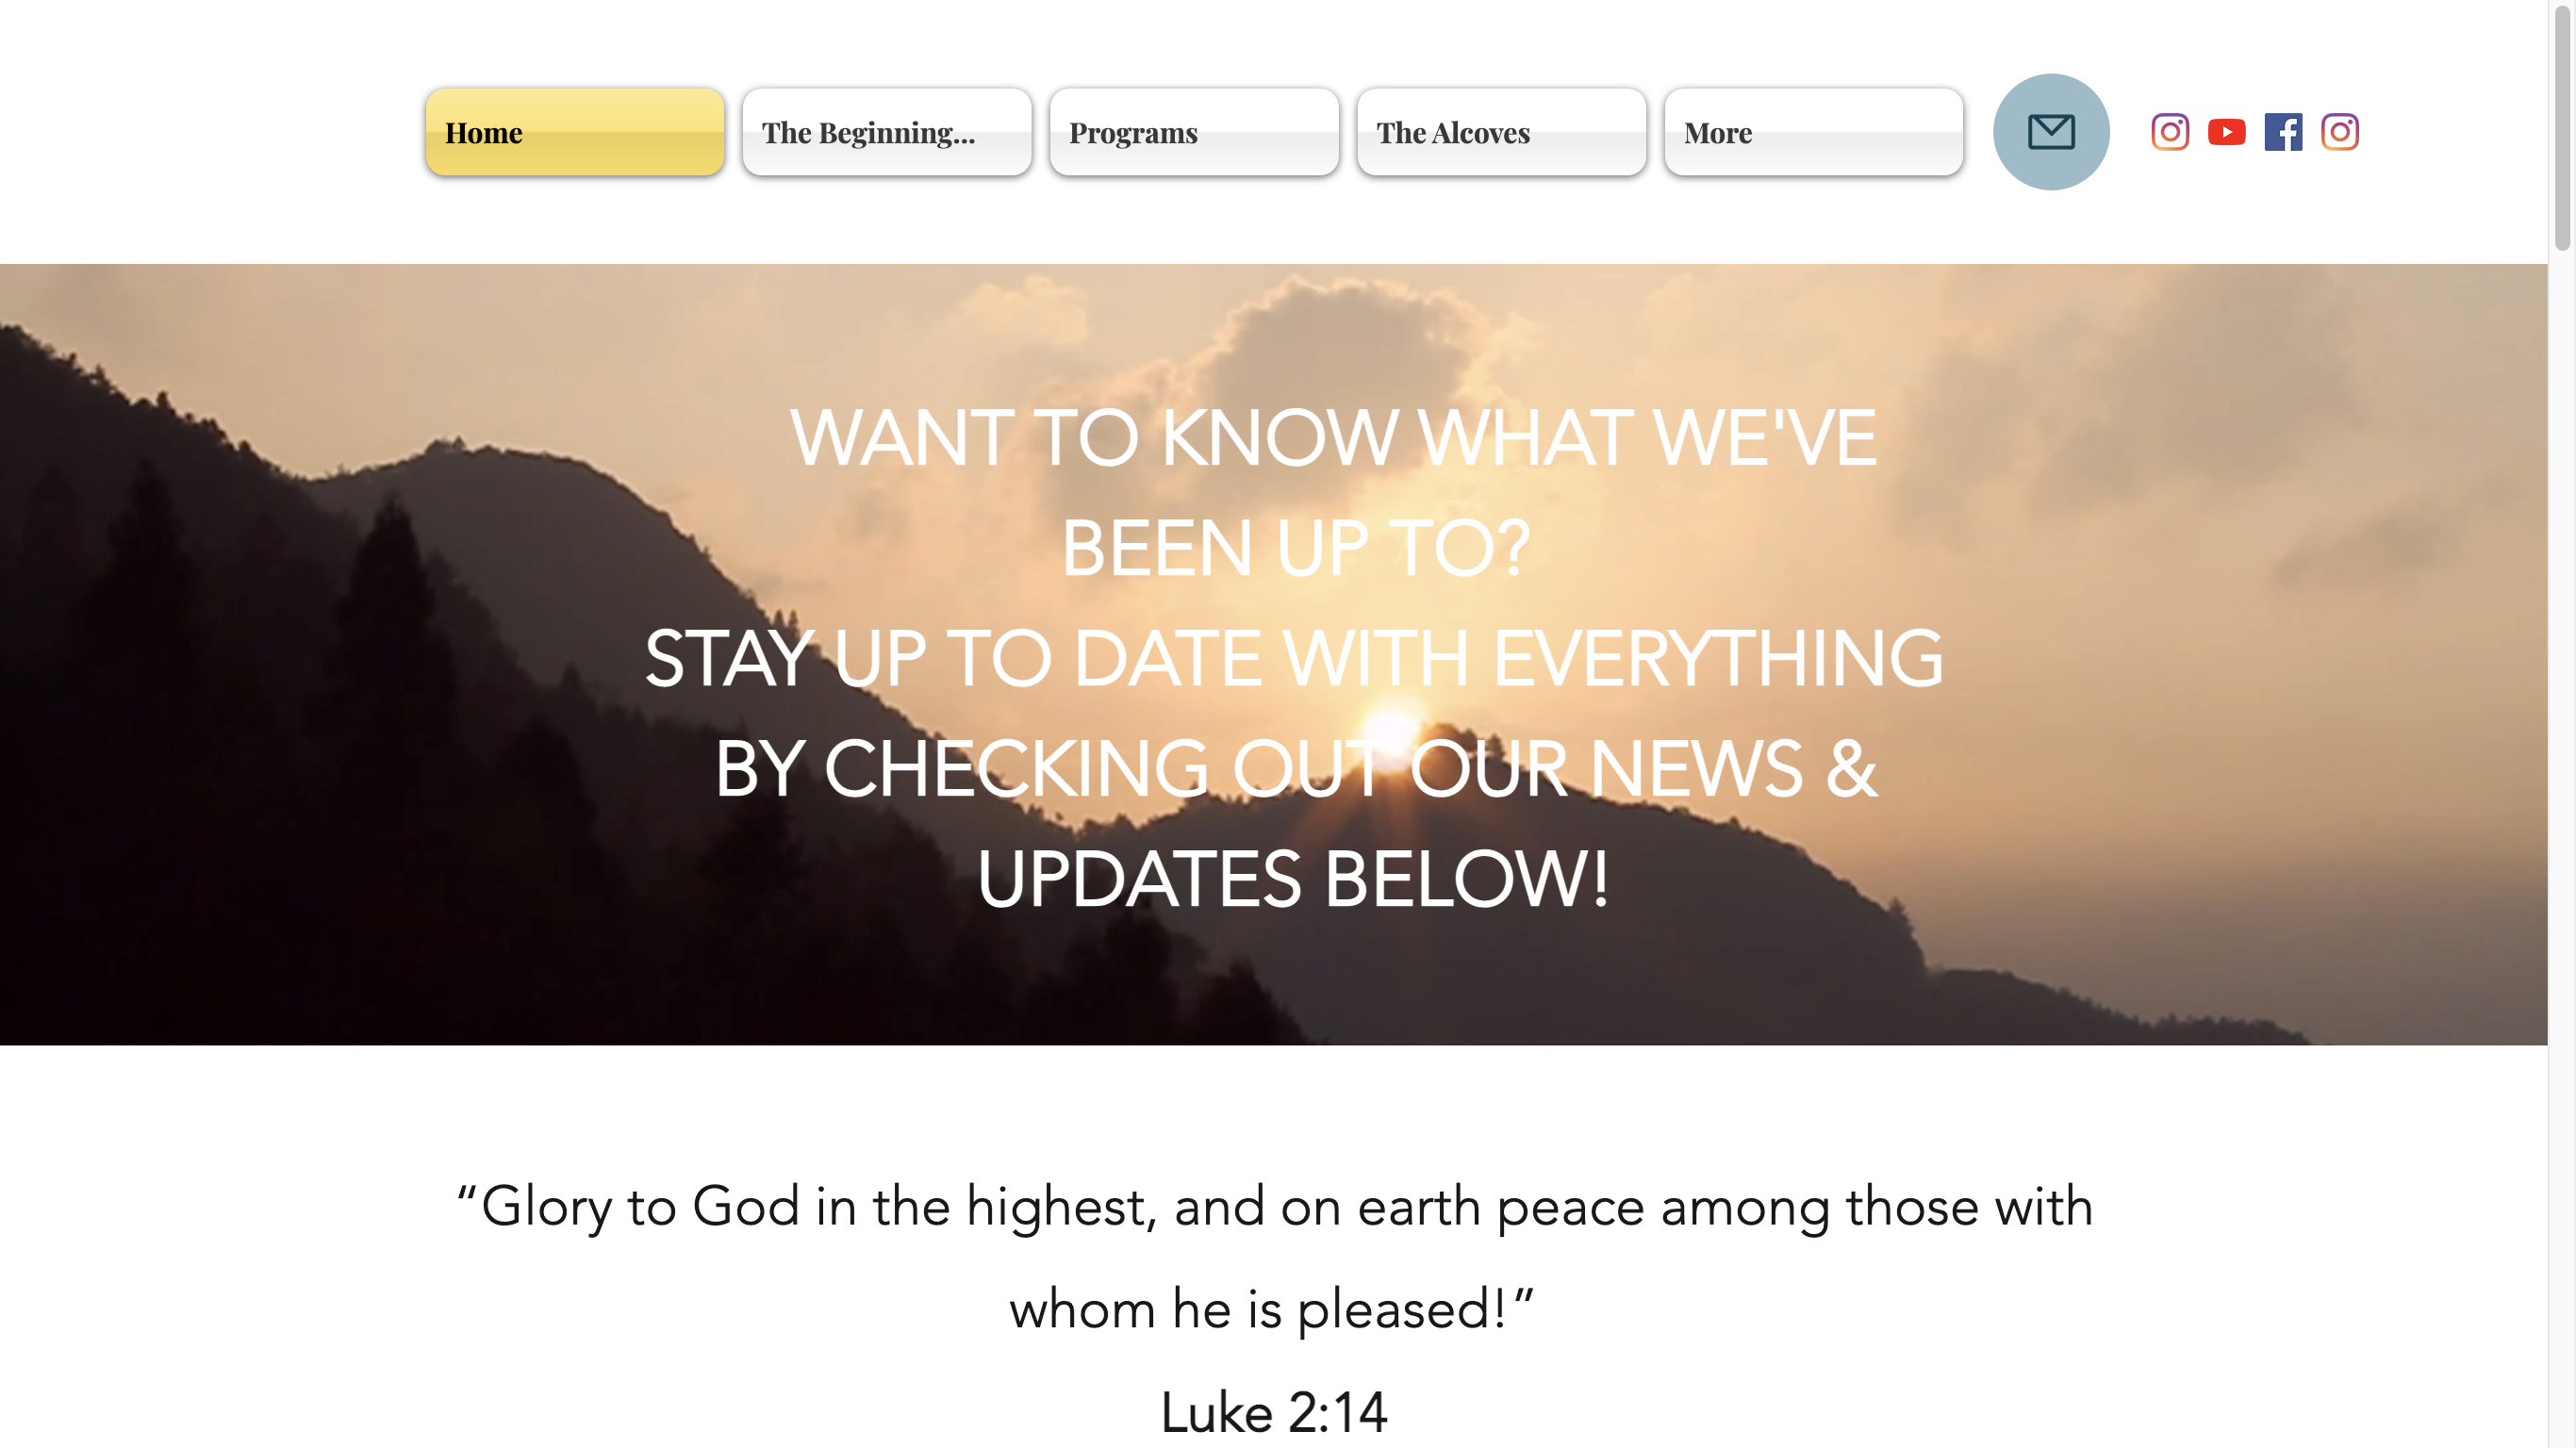 Home
The Beginning...
Programs
The Alcoves
More
WANT TO KNOW WHAT WE'VE
BEEN UP TO?
STAY UP TO DATE WITH EVERYTHING
BY CHECKING OUT OUR NEWS &
UPDATES BELOW!
“Glory to God in the highest, and on earth peace among those with
whom he is pleased!”
Luke 2:14